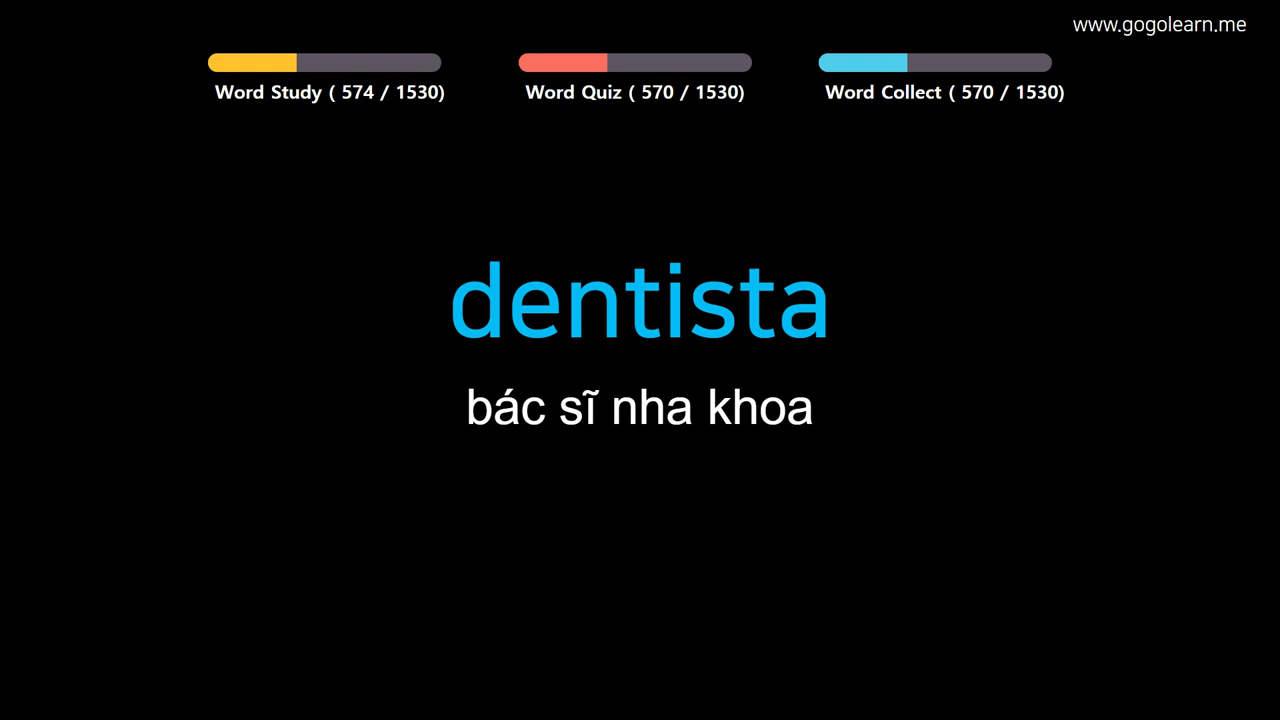 www.gogolearn.me
Word Study ( 574 / 1530)
Word Quiz ( 570 / 1530)
Word Collect ( 570 / 1530)
dentista
bác sĩ nha khoa